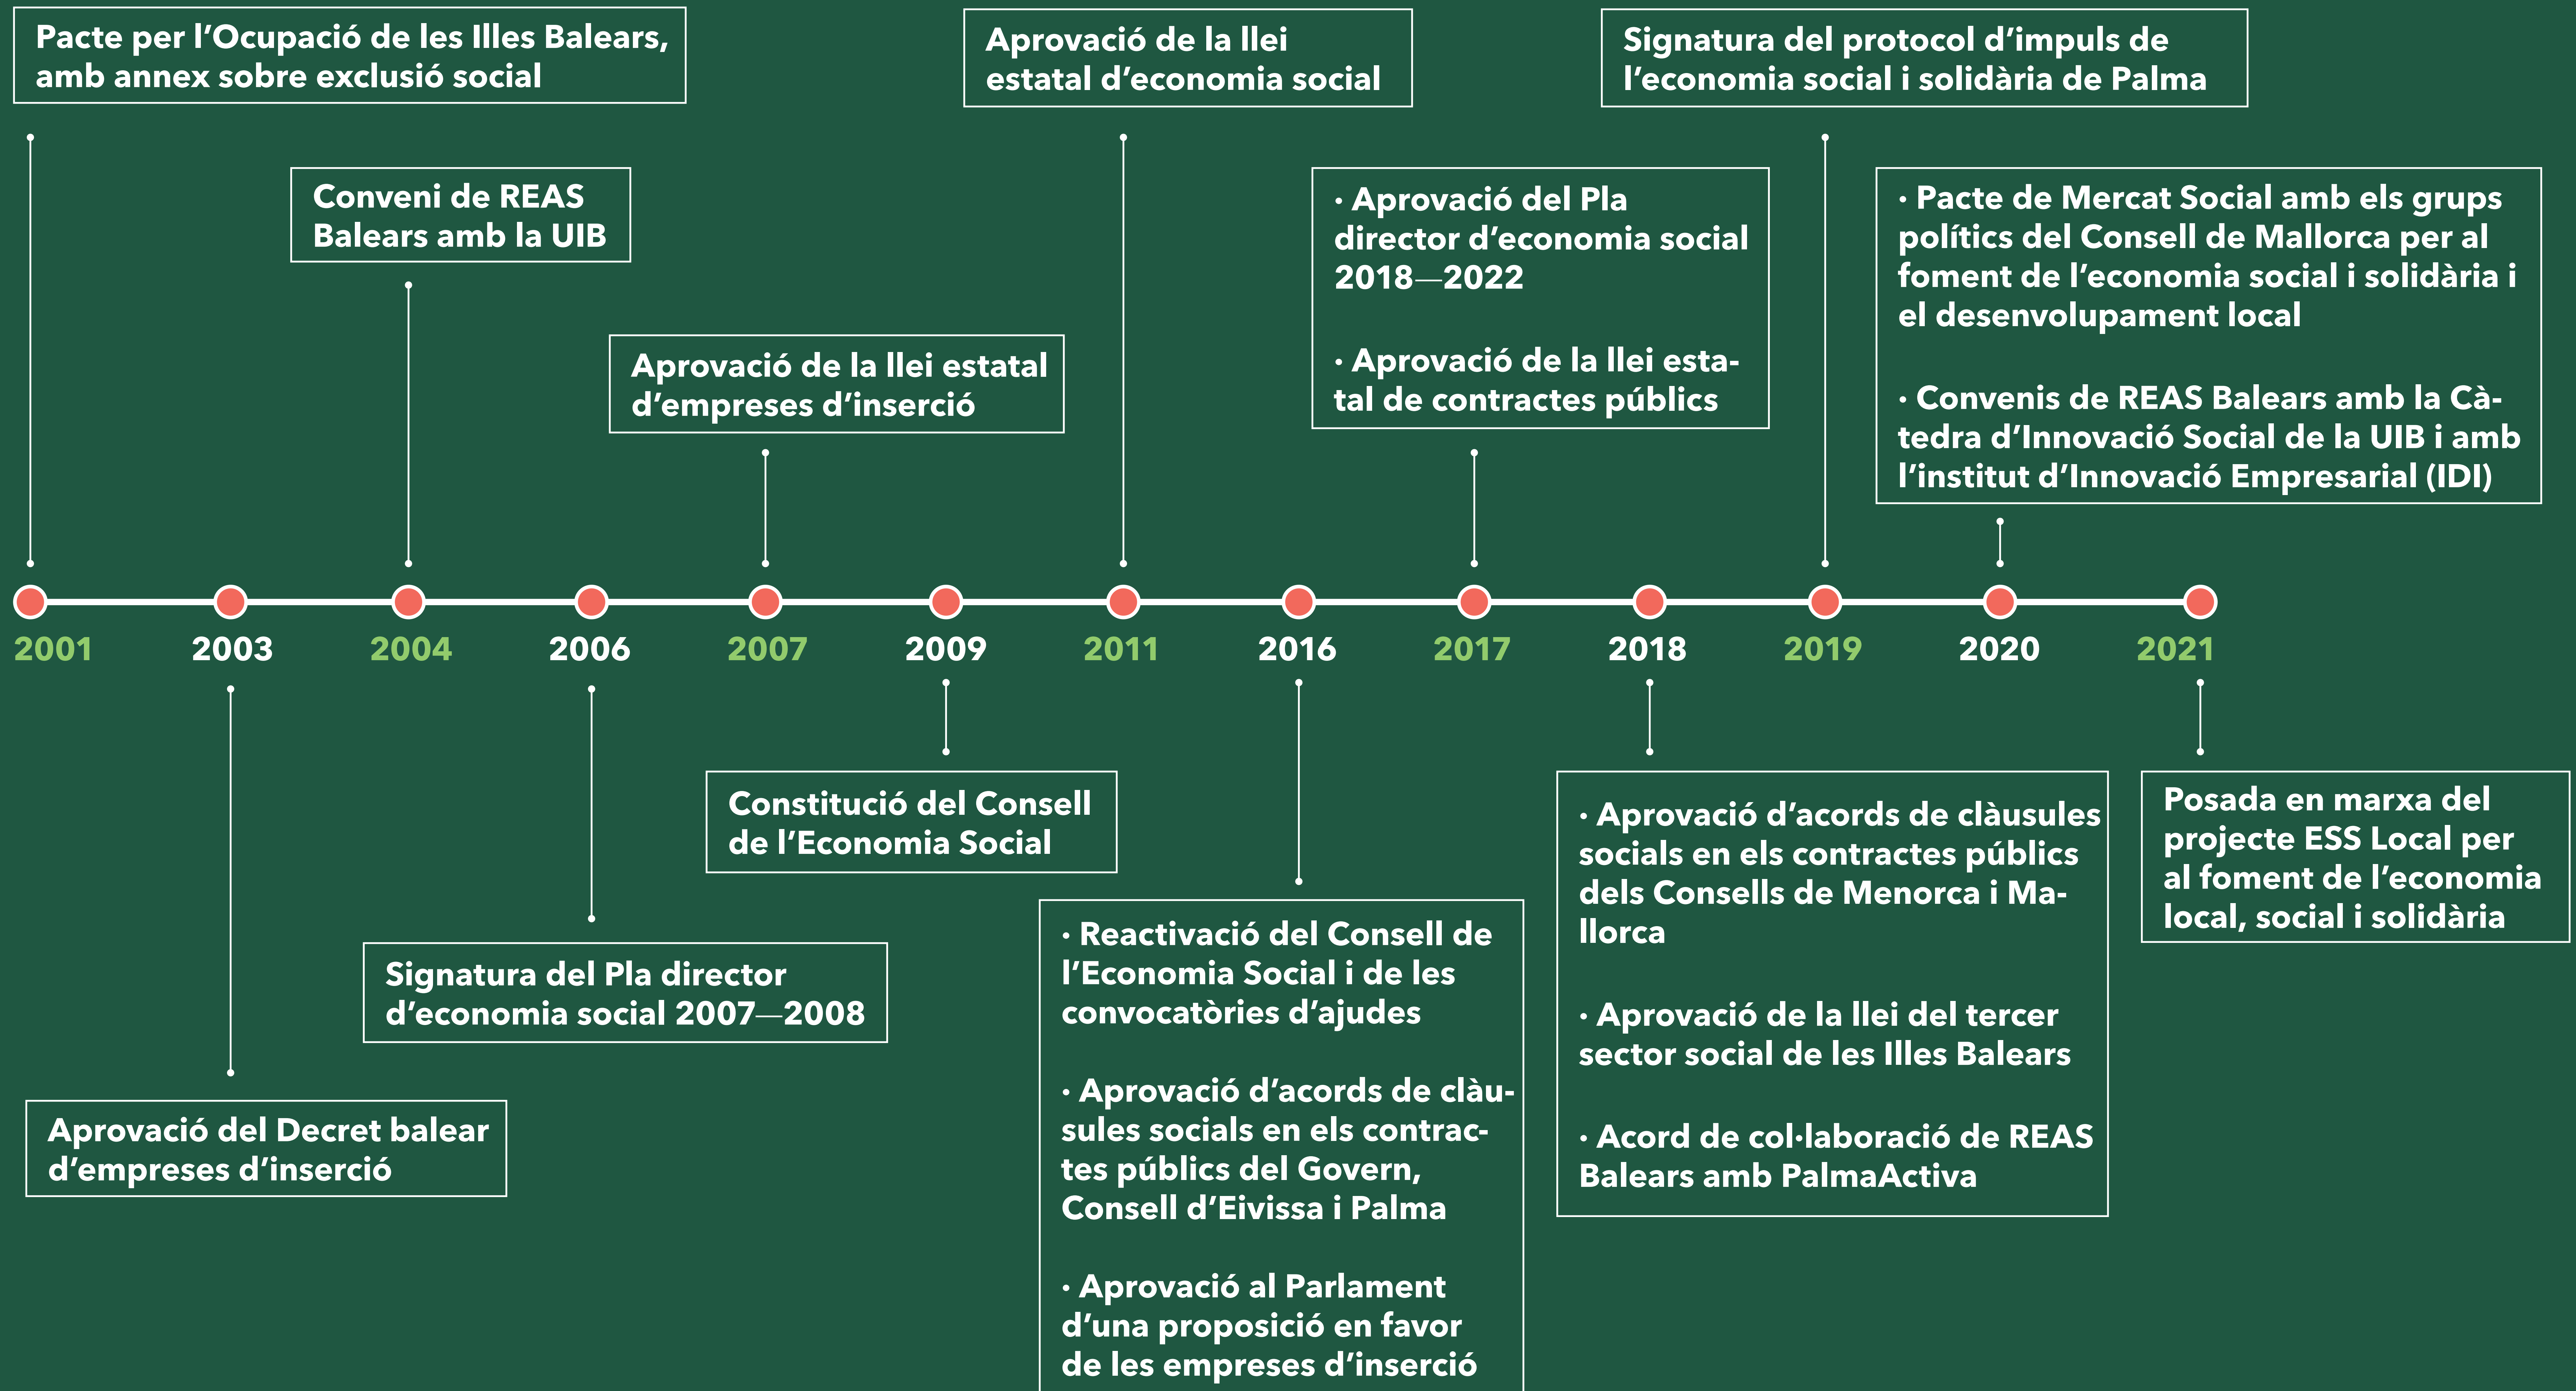 Pacte per l’Ocupació de les Illes Balears,
amb annex sobre exclusió social
Aprovació de la llei
estatal d’economia social
Signatura del protocol d’impuls de
l’economia social i solidària de Palma
Conveni de REAS
Balears amb la UIB
Aprovació de la llei estatal
d’empreses d’inserció
· Aprovació del Pla
director d’economia social
2018—2022
· Aprovació de la llei esta-
tal de contractes públics
· Pacte de Mercat Social amb els grups
polítics del Consell de Mallorca per al
foment de l’economia social i solidària i
el desenvolupament local
· Convenis de REAS Balears amb la Cà-
tedra d’Innovació Social de la UIB i amb
l’institut d’Innovació Empresarial (IDI)
2001 2003 2004 2006 2007 2009 2011 2016 2017 2018 2019 2020 2021
Aprovació del Decret balear
d’empreses d’inserció
Signatura del Pla director
d’economia social 2007—2008
Constitució del Consell
de l’Economia Social
· Reactivació del Consell de
l’Economia Social i de les
convocatòries d’ajudes
· Aprovació d’acords de clàu-
sules socials en els contrac-
tes públics del Govern,
Consell d’Eivissa i Palma
· Aprovació al Parlament
d’una proposició en favor
de les empreses d’inserció
· Aprovació d’acords de clàusules
socials en els contractes públics
dels Consells de Menorca i Ma-
llorca
· Aprovació de la llei del tercer
sector social de les Illes Balears
· Acord de col·laboració de REAS
Balears amb PalmaActiva
Posada en marxa del
projecte ESS Local per
al foment de l’economia
local, social i solidària